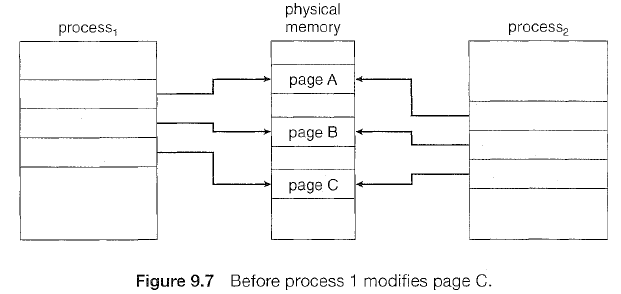 physical
memory
process₁
process₂
page A
page B
page C
Figure 9.7 Before process 1 modifies page C.